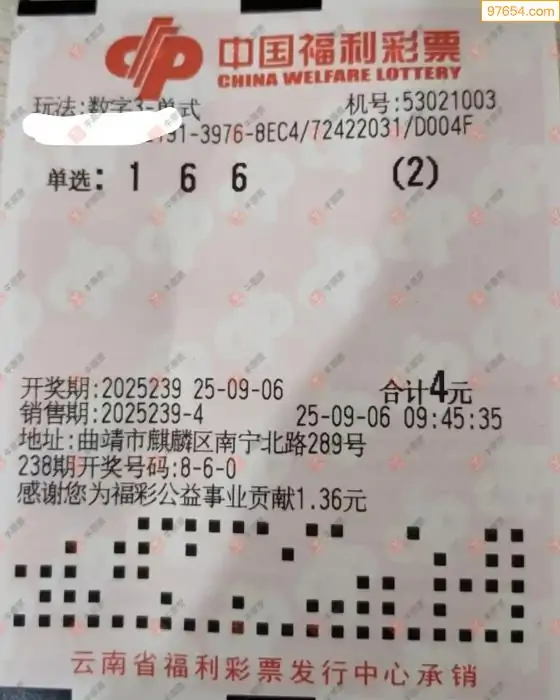 97654.com
中国福利彩票
CHINA WELFARE LOTTERY
玩法:数字3-单式 机号:53021003
-3976-8EC4/72422031/D004F
单选: 1 6 6 (2)
开奖期:2025239 25-09-06 合计4元
销售期:2025239-4 25-09-06 09:45:35
地址:曲靖市麒麟区南宁北路289号
238期开奖号码:8-6-0
感谢您为福彩公益事业贡献1.36元
云南省福利彩票发行中心承销